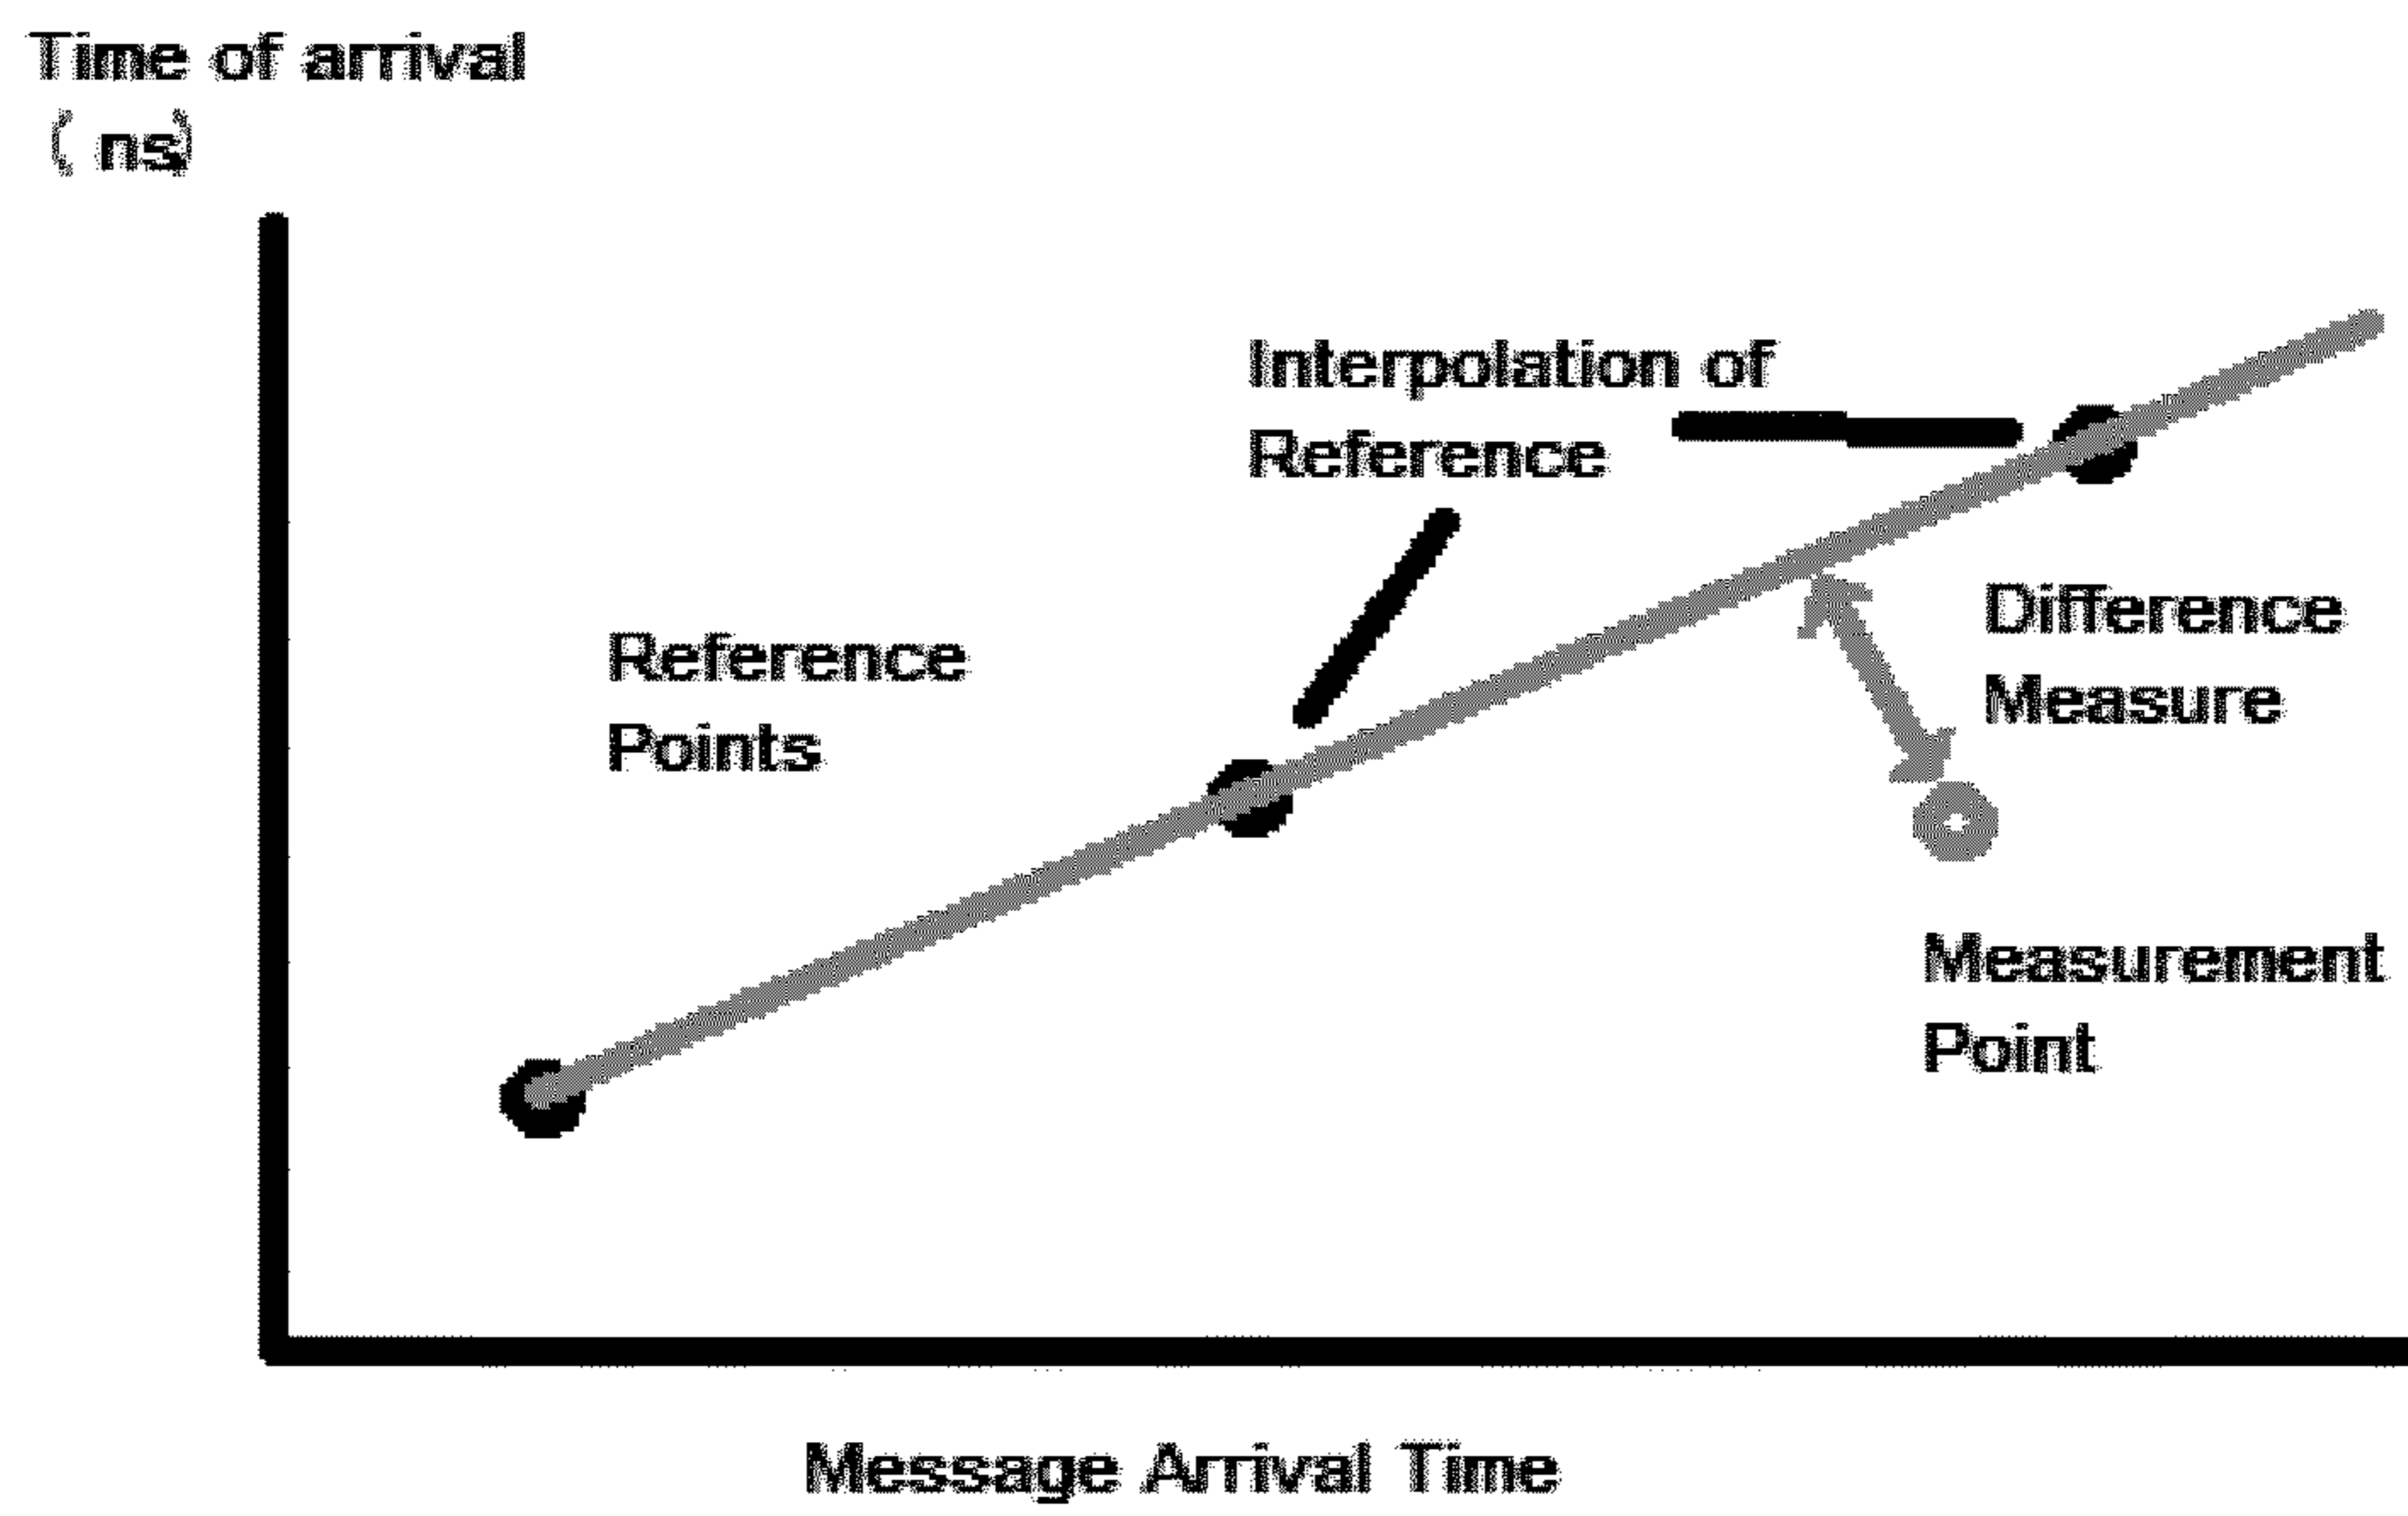 Time of arrival
( ns)
Interpolation of
Reference
Reference
Points
Difference
Measure
Measurement
Point
Message Arrival Time